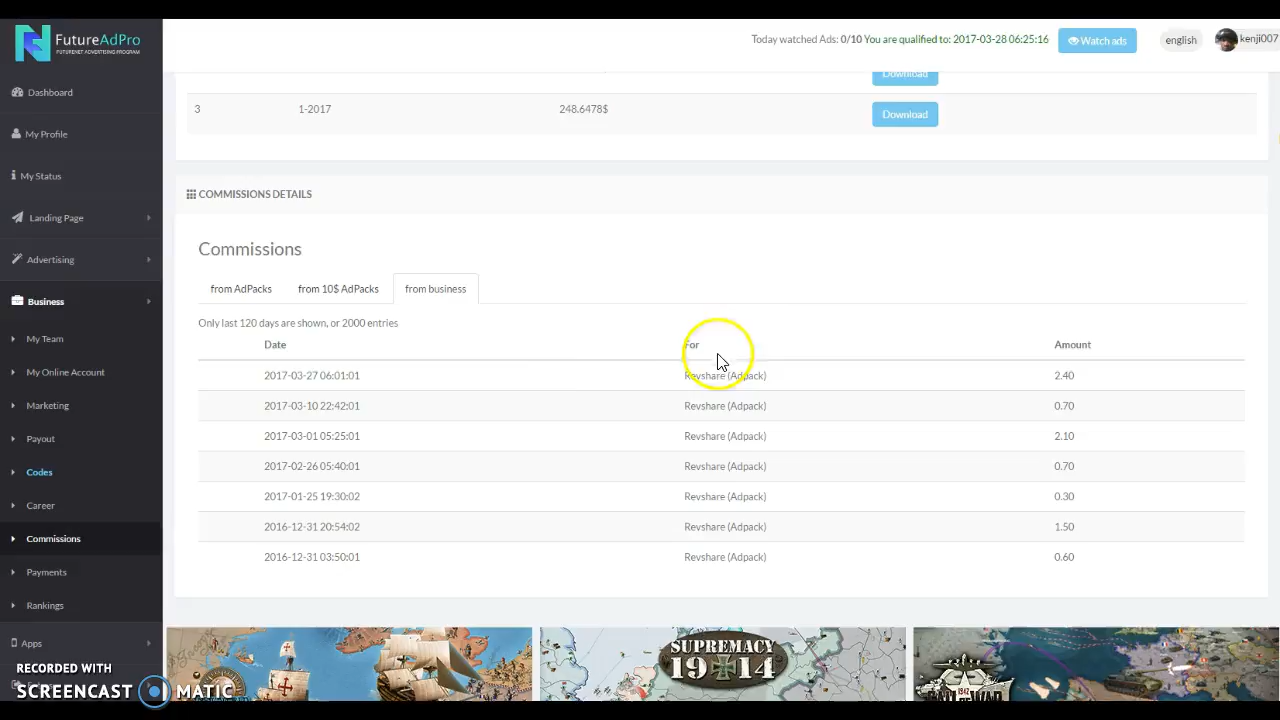 FutureAdPro
FUTURENET ADVERTISING PROGRAM
Today watched Ads: 0/10 You are qualified to: 2017-03-28 06:25:16
Watch ads
english
kenji007
Dashboard
My Profile
My Status
Landing Page
Advertising
Business
My Team
My Online Account
Marketing
Payout
Codes
Career
Commissions
Payments
Rankings
Apps
Download
3 1-2017 248.6478$ Download
COMMISSIONS DETAILS
Commissions
from AdPacks from 10$ AdPacks from business
Only last 120 days are shown, or 2000 entries
Date For Amount
2017-03-27 06:01:01 Revshare (Adpack) 2.40
2017-03-10 22:42:01 Revshare (Adpack) 0.70
2017-03-01 05:25:01 Revshare (Adpack) 2.10
2017-02-26 05:40:01 Revshare (Adpack) 0.70
2017-01-25 19:30:02 Revshare (Adpack) 0.30
2016-12-31 20:54:02 Revshare (Adpack) 1.50
2016-12-31 03:50:01 Revshare (Adpack) 0.60
SUPREMACY
1914
RECORDED WITH
SCREENCAST MATIC